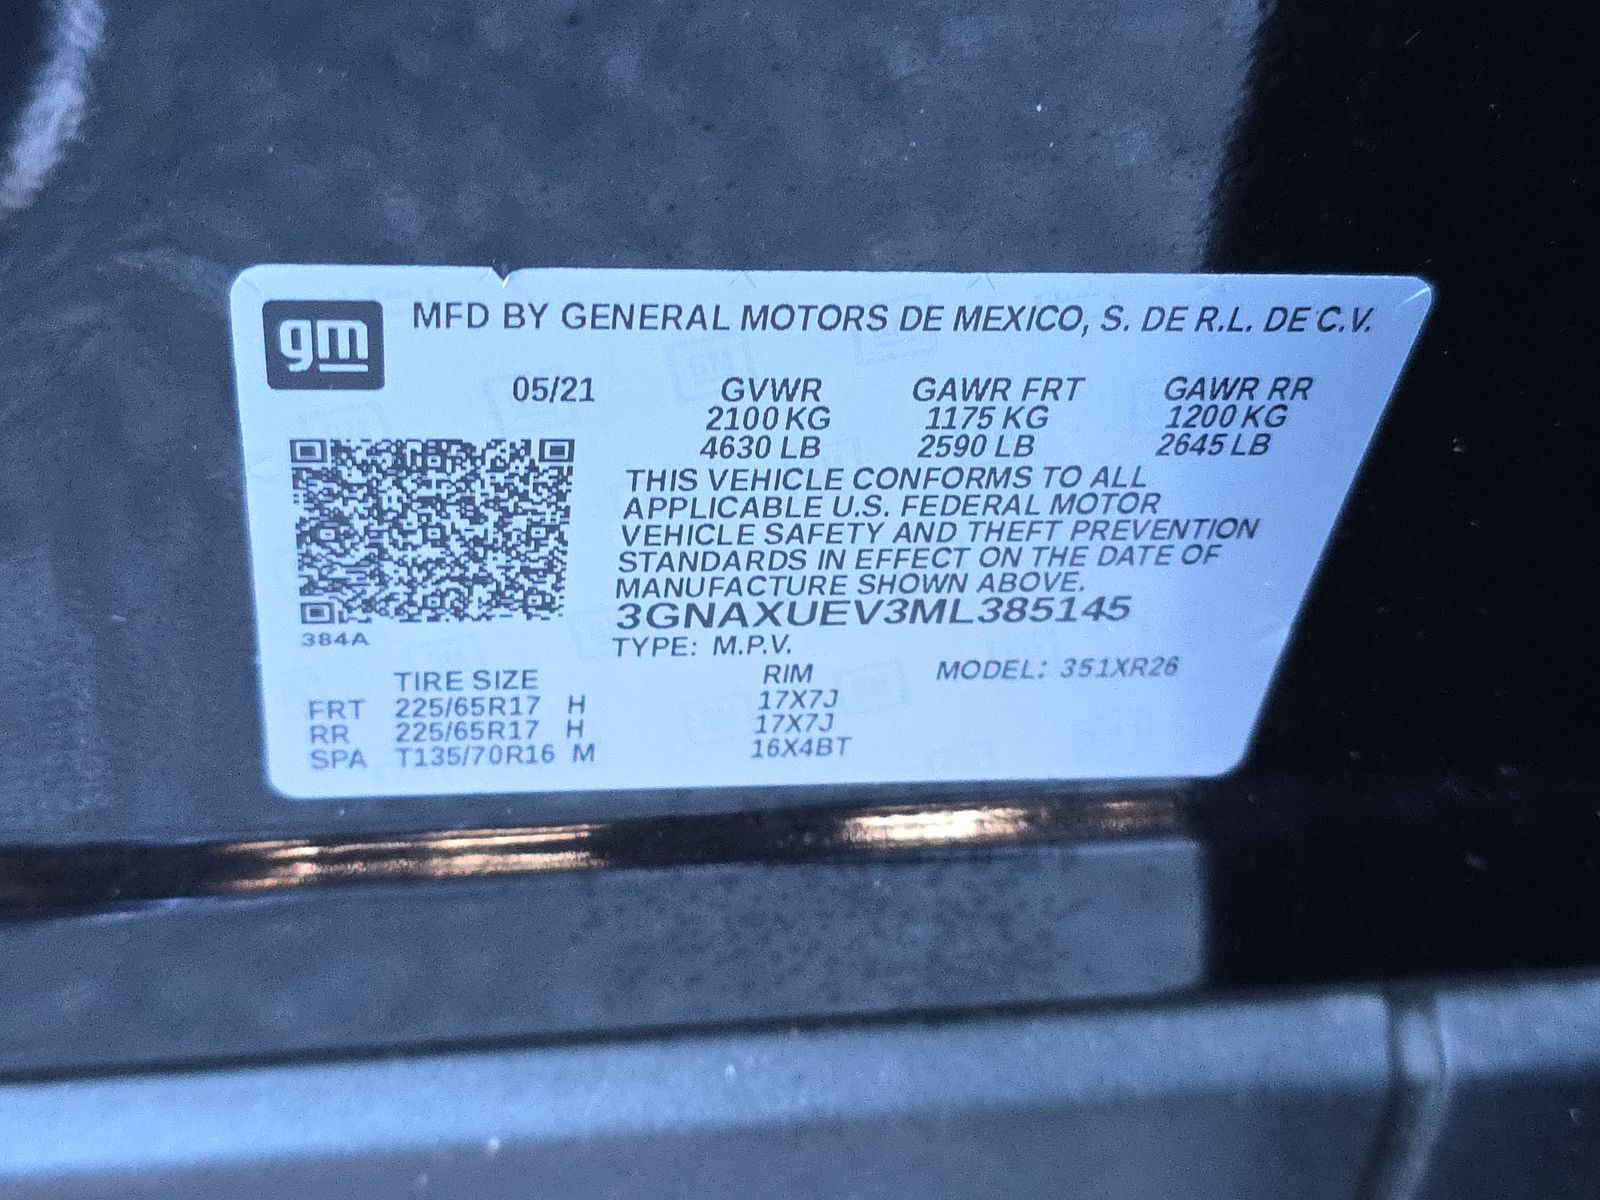 gm MFD BY GENERAL MOTORS DE MEXICO, S. DE R.L. DE C.V.
05/21 GVWR GAWR FRT GAWR RR
2100 KG 1175 KG 1200 KG
4630 LB 2590 LB 2645 LB
THIS VEHICLE CONFORMS TO ALL
APPLICABLE U.S. FEDERAL MOTOR
VEHICLE SAFETY AND THEFT PREVENTION
STANDARDS IN EFFECT ON THE DATE OF
MANUFACTURE SHOWN ABOVE.
3GNAXUEV3ML385145
384A TYPE: M.P.V.
TIRE SIZE RIM MODEL: 351XR26
FRT 225/65R17 H 17X7J
RR 225/65R17 H 17X7J
SPA T135/70R16 M 16X4BT